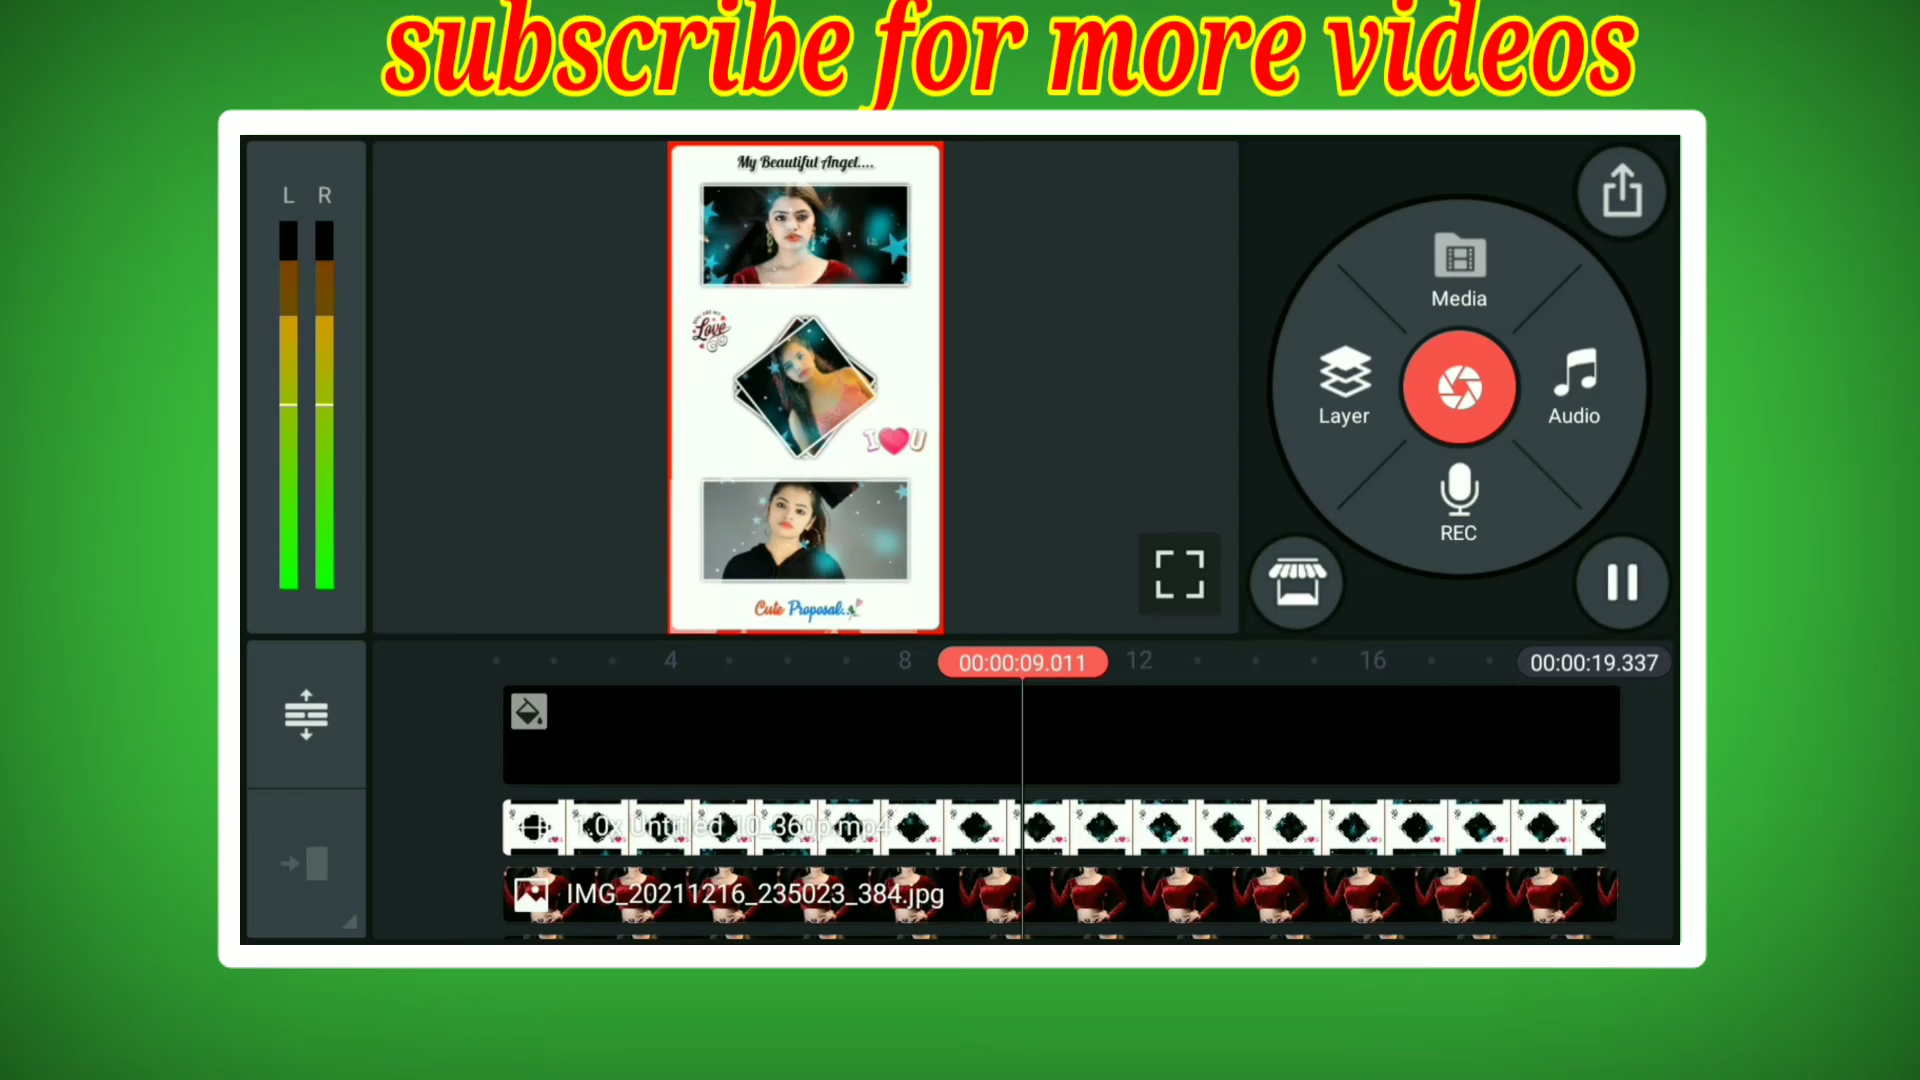 subscribe for more videos
L R
My Beautiful Angel....
Love
I U
Cute Proposal..
Media
Layer
Audio
REC
4
8
00:00:09.011
12
16
00:00:19.337
1.0x Untitled 10_360p.mp4
IMG_20211216_235023_384.jpg